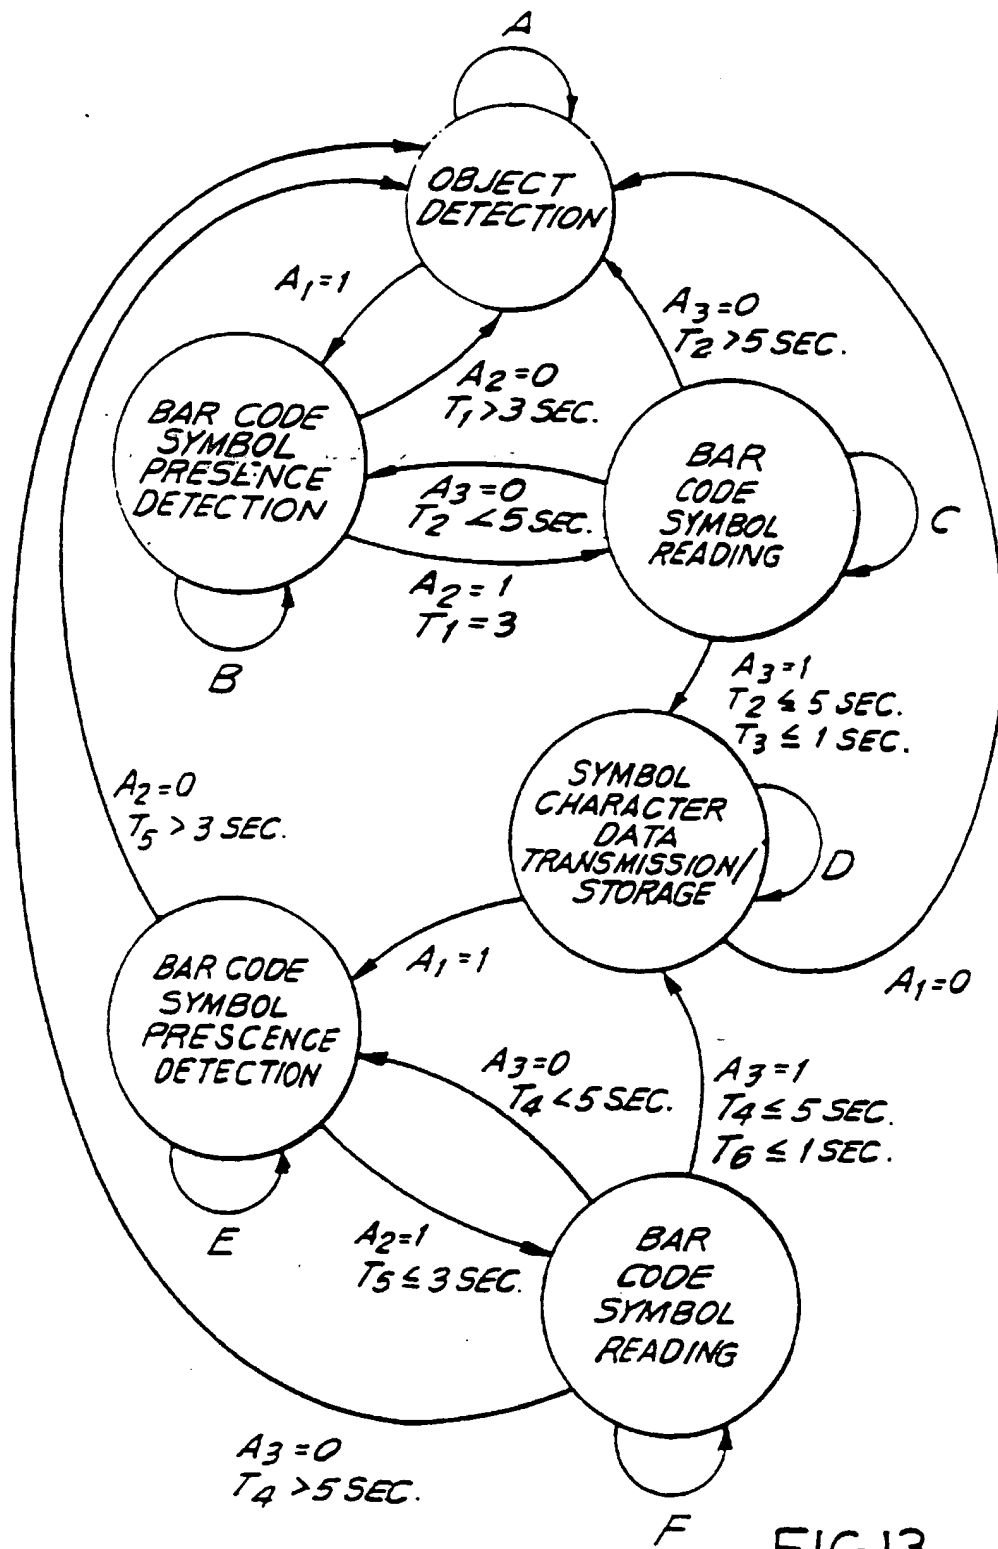 A
OBJECT
DETECTION
A1=1
A3=0
T2>5 SEC.
A2=0
T1>3 SEC.
BAR CODE
SYMBOL
PRESENCE
DETECTION
BAR
CODE
SYMBOL
READING
A3=0
T2<5 SEC.
C
A2=1
T1=3
B
A3=1
T2≤5 SEC.
T3≤1 SEC.
SYMBOL
CHARACTER
DATA
TRANSMISSION/
STORAGE
D
A2=0
T5>3 SEC.
A1=1
A1=0
BAR CODE
SYMBOL
PRESCENCE
DETECTION
A3=0
T4<5 SEC.
A3=1
T4≤5 SEC.
T6≤1 SEC.
E
A2=1
T5≤3 SEC.
BAR
CODE
SYMBOL
READING
A3=0
T4>5 SEC.
F
FIG.13